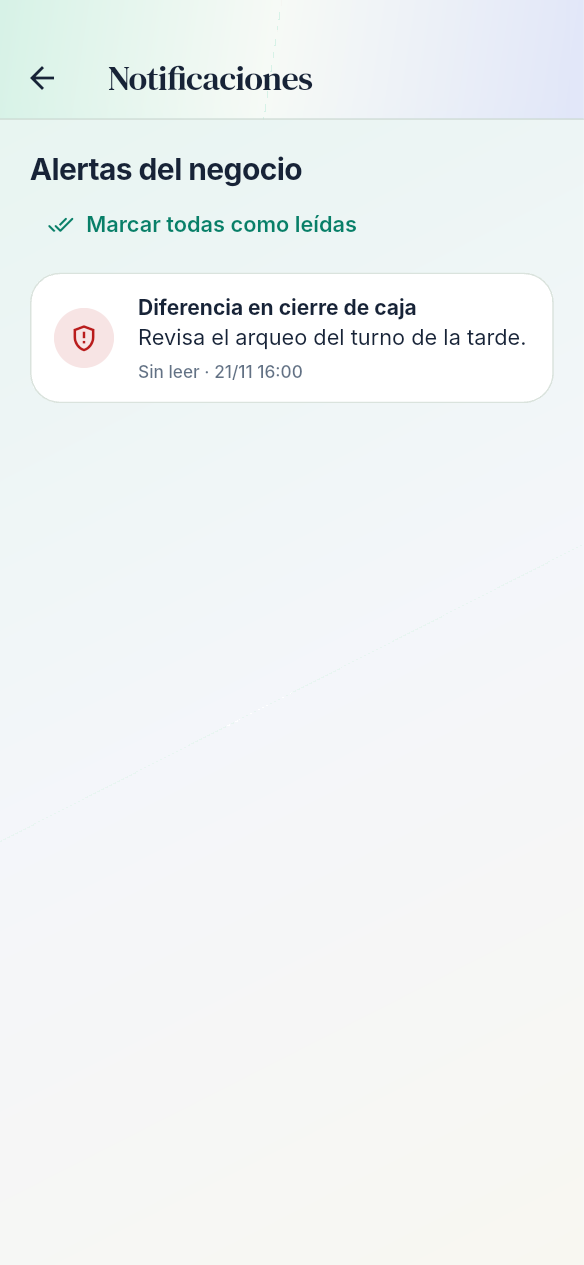 Notificaciones
Alertas del negocio
Marcar todas como leídas
Diferencia en cierre de caja
Revisa el arqueo del turno de la tarde.
Sin leer · 21/11 16:00